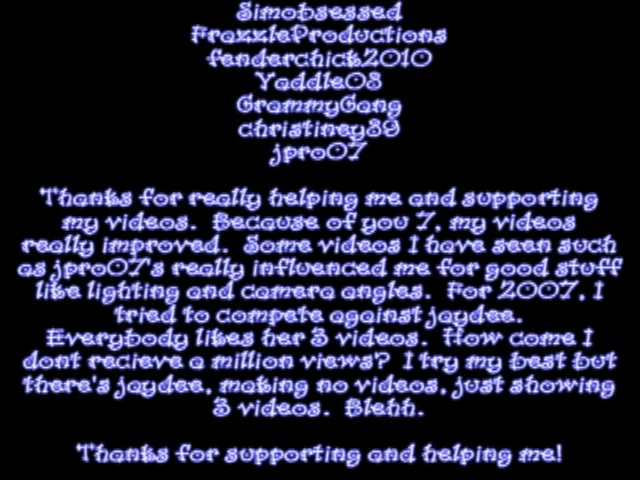 Simobsessed
FrazzleProductions
fenderchick2010
Yaddle08
GrammyGang
christiney89
jpro07
Thanks for really helping me and supporting
my videos. Because of you 7, my videos
really improved. Some videos I have seen such
as jpro07's really influenced me for good stuff
like lighting and camera angles. For 2007, I
tried to compete against jaydee.
Everybody likes her 3 videos. How come I
dont recieve a million views? I try my best but
there's jaydee, making no videos, just showing
3 videos. Blehh.
Thanks for supporting and helping me!